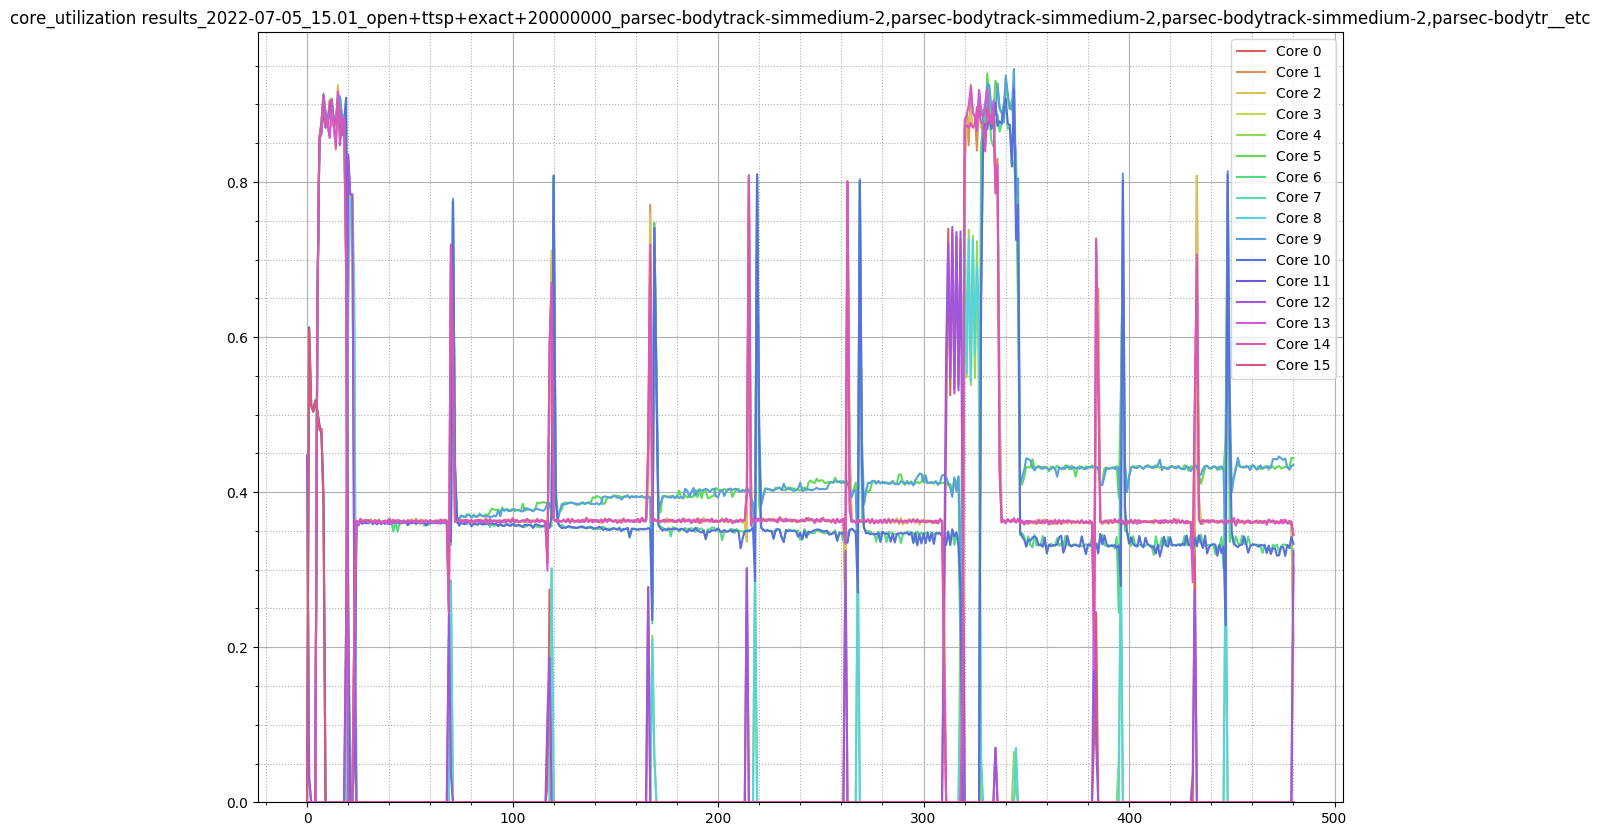 core_utilization results_2022-07-05_15.01_open+ttsp+exact+20000000_parsec-bodytrack-simmedium-2,parsec-bodytrack-simmedium-2,parsec-bodytrack-simmedium-2,parsec-bodytr__etc
Core 0
Core 1
Core 2
Core 3
Core 4
Core 5
Core 6
Core 7
Core 8
Core 9
Core 10
Core 11
Core 12
Core 13
Core 14
Core 15
0.8
0.6
0.4
0.2
0.0
0 100 200 300 400 500